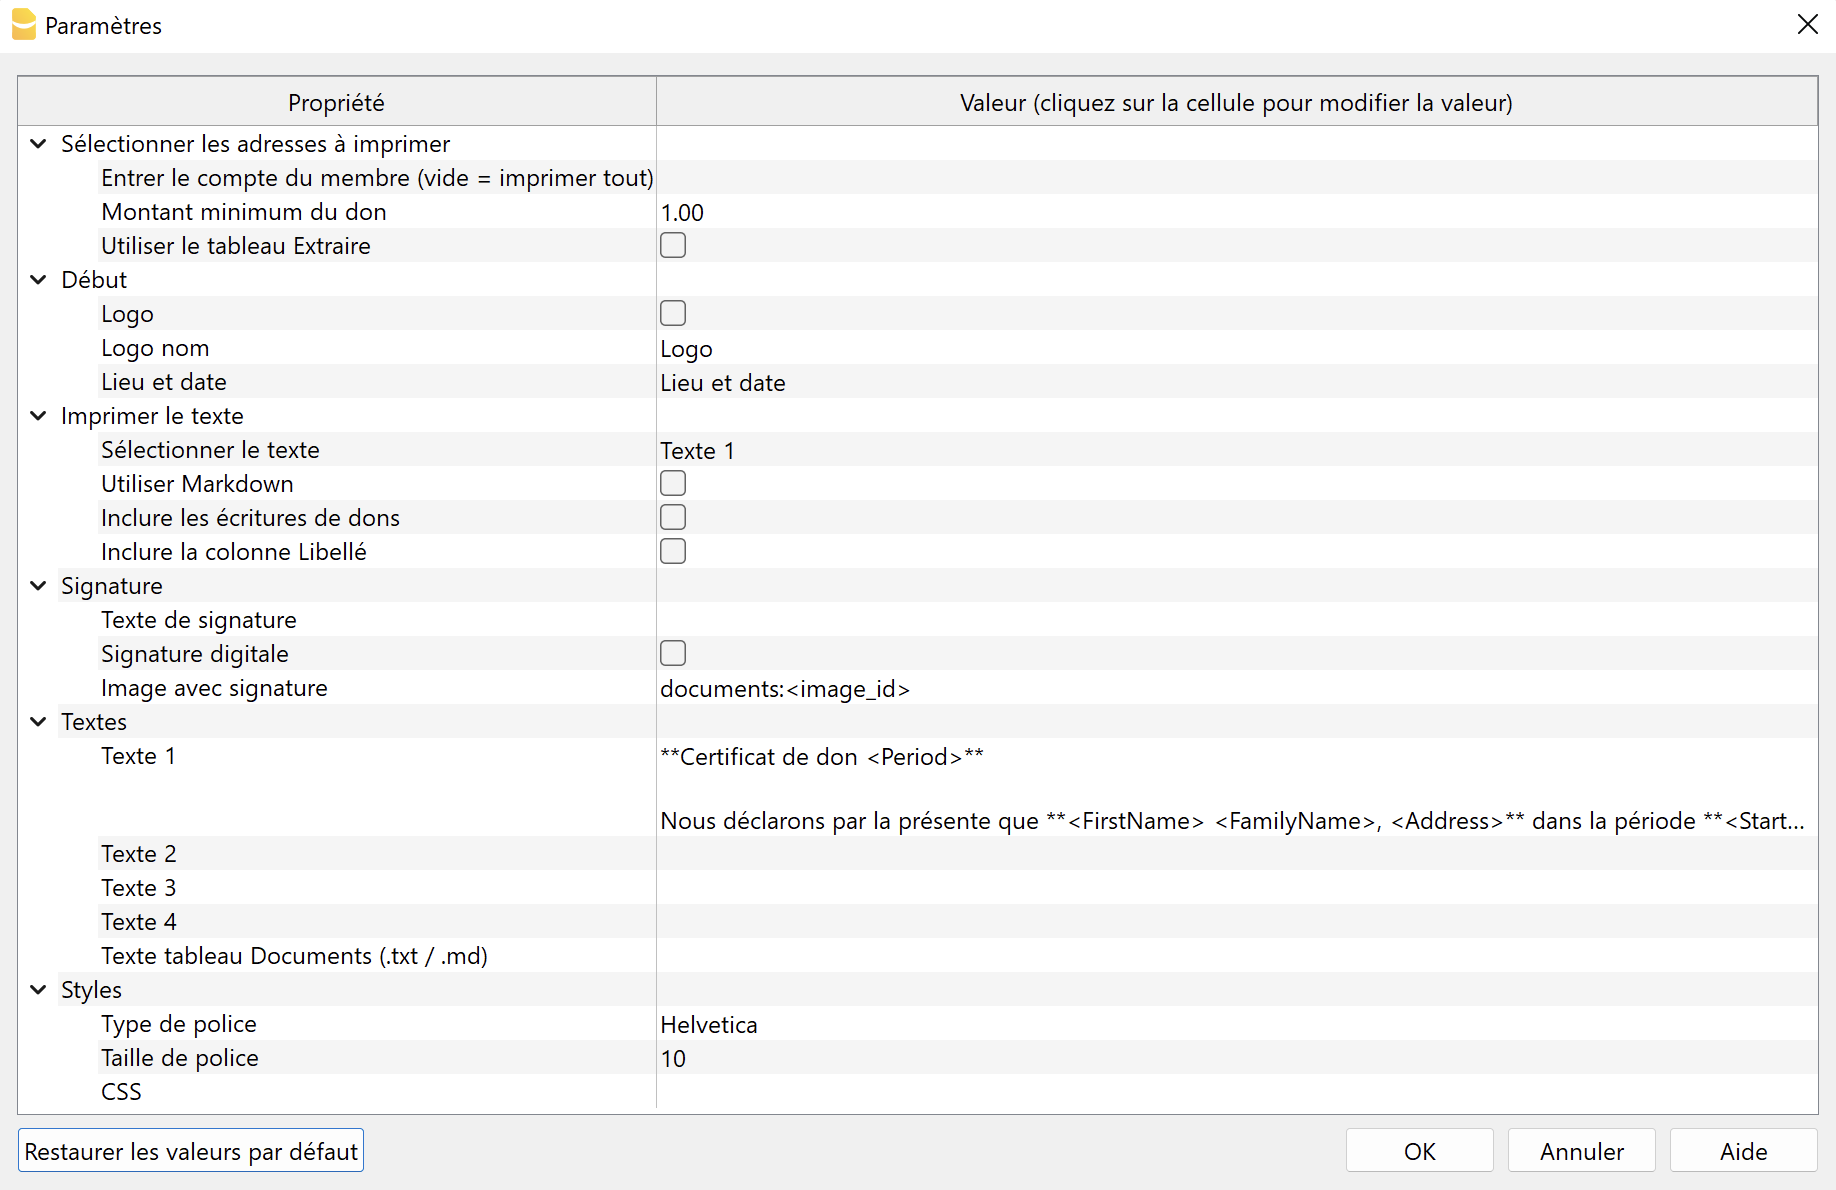 Paramètres
Propriété
Valeur (cliquez sur la cellule pour modifier la valeur)
Sélectionner les adresses à imprimer
Entrer le compte du membre (vide = imprimer tout)
Montant minimum du don
1.00
Utiliser le tableau Extraire
Début
Logo
Logo nom
Logo
Lieu et date
Lieu et date
Imprimer le texte
Sélectionner le texte
Texte 1
Utiliser Markdown
Inclure les écritures de dons
Inclure la colonne Libellé
Signature
Texte de signature
Signature digitale
Image avec signature
documents:<image_id>
Textes
Texte 1
**Certificat de don <Period>**
Nous déclarons par la présente que **<FirstName> <FamilyName>, <Address>** dans la période **<Start...
Texte 2
Texte 3
Texte 4
Texte tableau Documents (.txt / .md)
Styles
Type de police
Helvetica
Taille de police
10
CSS
Restaurer les valeurs par défaut
OK
Annuler
Aide